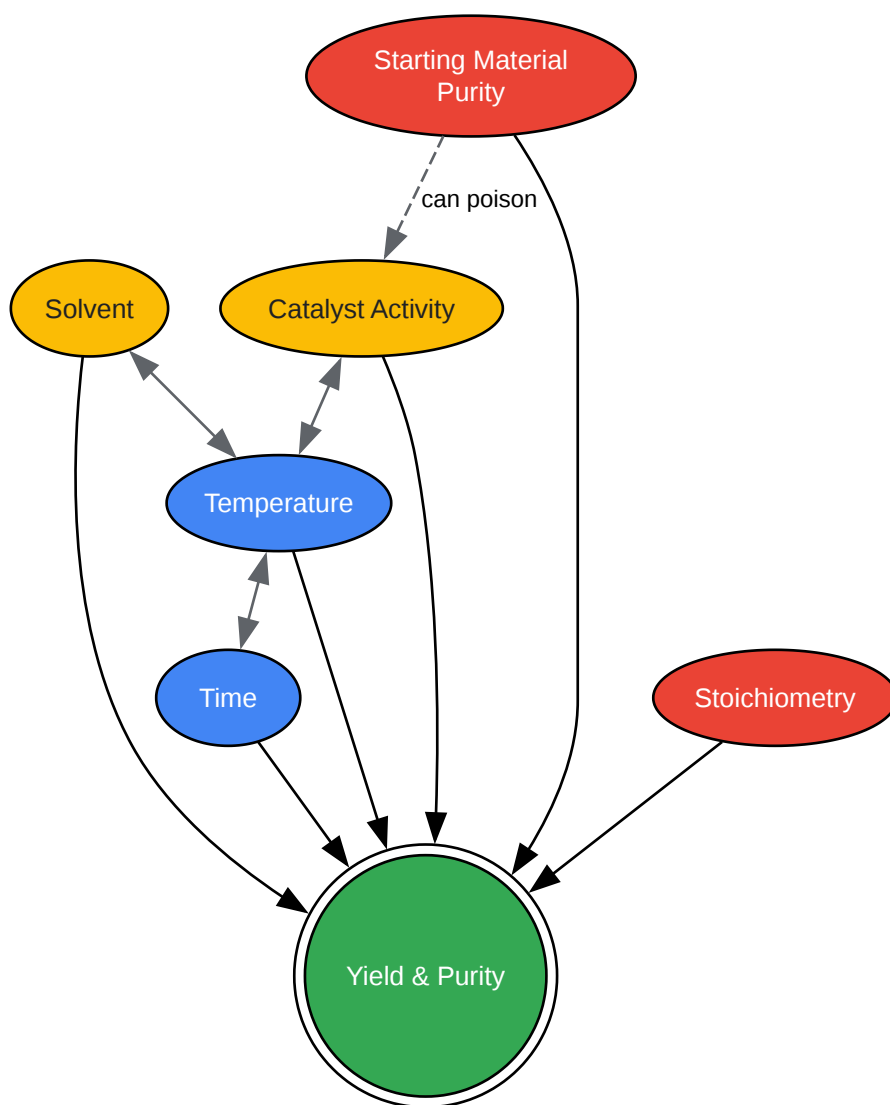 Starting Material
Purity
can poison
Solvent
Catalyst Activity
Temperature
Time
Stoichiometry
Yield & Purity